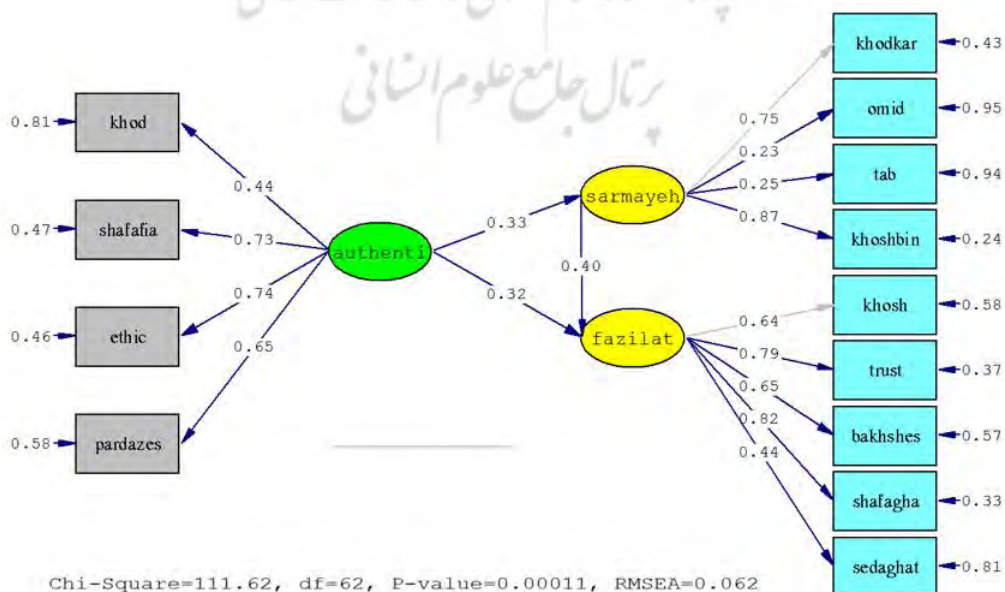 پرتال جامع علوم انسانی
khod
shafafia
ethic
pardazes
0.81
0.47
0.46
0.58
0.44
0.73
0.74
0.65
authenti
0.33
0.32
sarmayeh
0.40
fazilat
0.75
0.23
0.25
0.87
0.64
0.79
0.65
0.82
0.44
khodkar
omid
tab
khoshbin
khosh
trust
bakhshes
shafagha
sedaghat
0.43
0.95
0.94
0.24
0.58
0.37
0.57
0.33
0.81
Chi-Square=111.62, df=62, P-value=0.00011, RMSEA=0.062